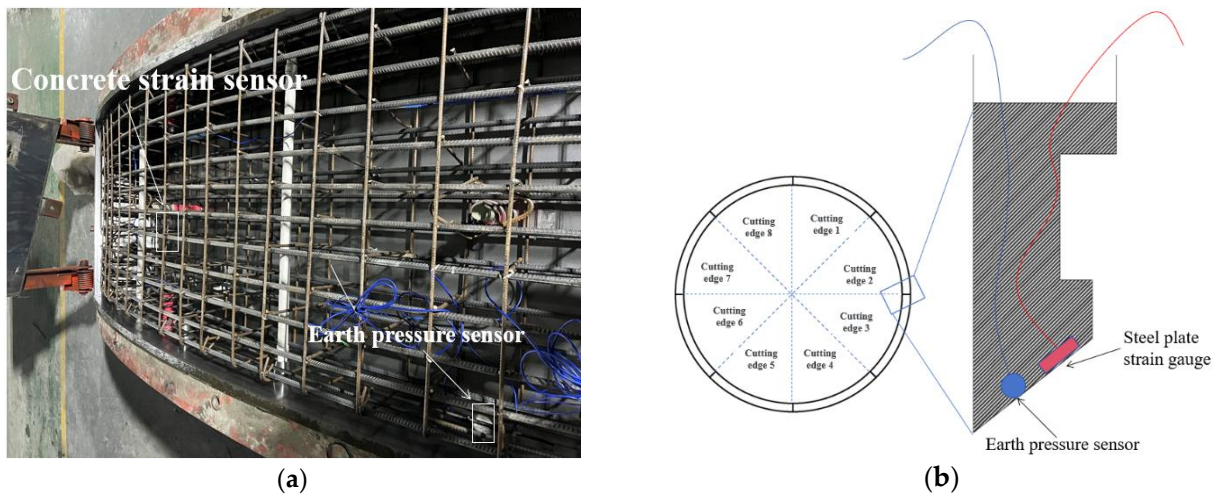 Concrete strain sensor
Earth pressure sensor
(a)
Cutting
edge 8
Cutting
edge 1
Cutting
edge 7
Cutting
edge 2
Cutting
edge 6
Cutting
edge 3
Cutting
edge 5
Cutting
edge 4
Steel plate
strain gauge
Earth pressure sensor
(b)